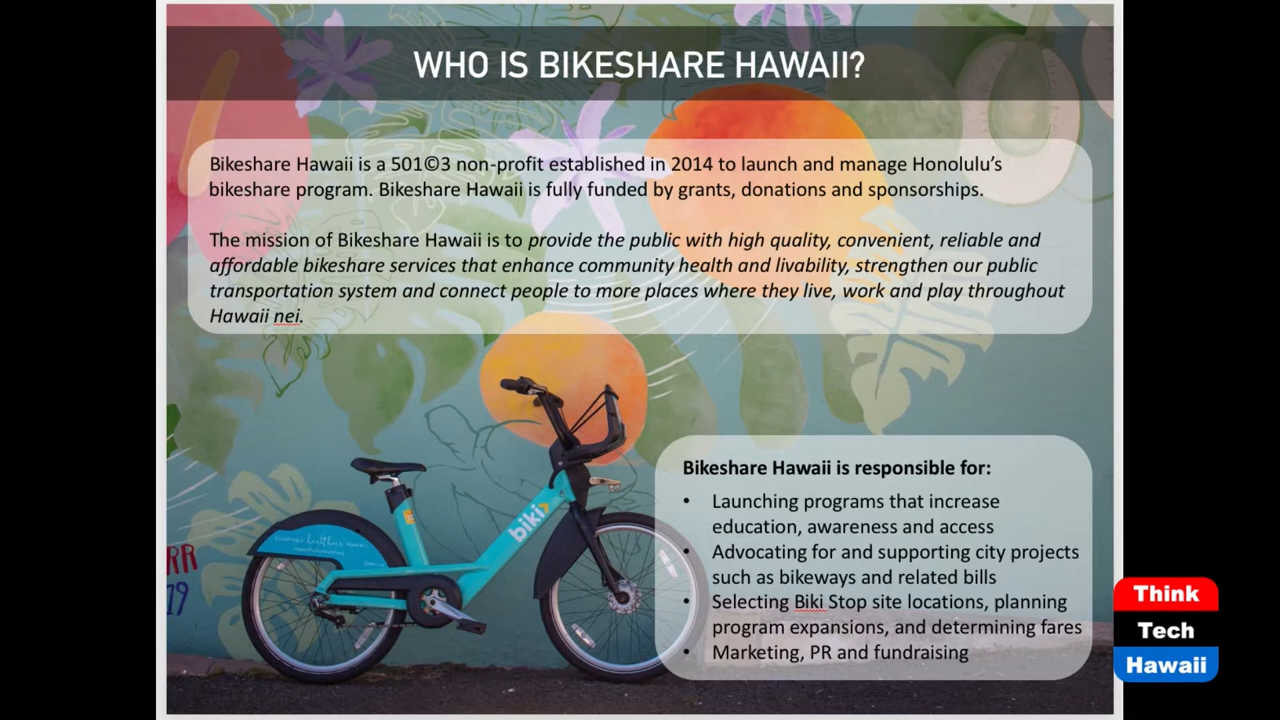 WHO IS BIKESHARE HAWAII?
Bikeshare Hawaii is a 501©3 non-profit established in 2014 to launch and manage Honolulu’s
bikeshare program. Bikeshare Hawaii is fully funded by grants, donations and sponsorships.
The mission of Bikeshare Hawaii is to provide the public with high quality, convenient, reliable and
affordable bikeshare services that enhance community health and livability, strengthen our public
transportation system and connect people to more places where they live, work and play throughout
Hawaii nei.
biki
RR
19
Bikeshare Hawaii is responsible for:
• Launching programs that increase
education, awareness and access
• Advocating for and supporting city projects
such as bikeways and related bills
• Selecting Biki Stop site locations, planning
program expansions, and determining fares
• Marketing, PR and fundraising
Think
Tech
Hawaii